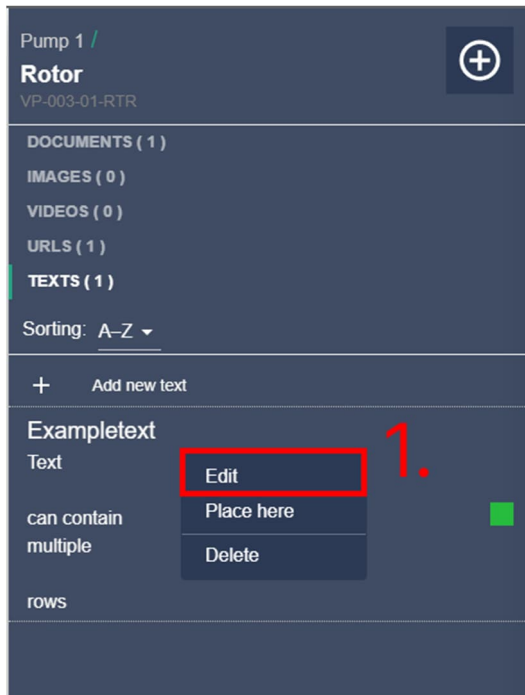 Pump 1 /
Rotor
VP-003-01-RTR
DOCUMENTS ( 1 )
IMAGES ( 0 )
VIDEOS ( 0 )
URLS ( 1 )
TEXTS ( 1 )
Sorting: A–Z
+ Add new text
Exampletext
Text
Edit
1.
can contain
Place here
multiple
Delete
rows